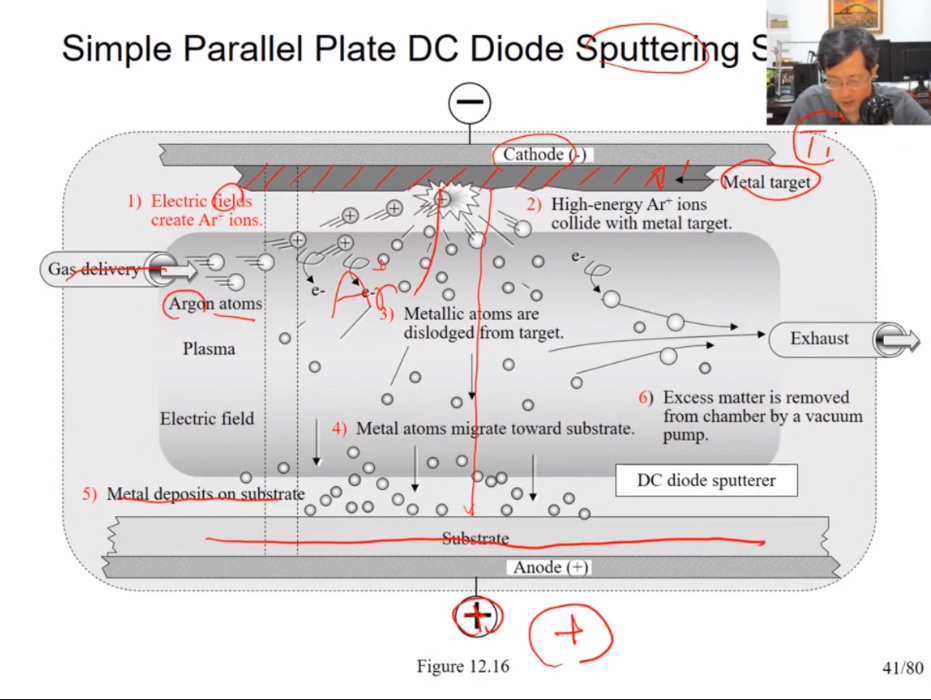 Simple Parallel Plate DC Diode Sputtering S
−
Cathode (-)
Ti
Metal target
1) Electric fields
create Ar⁺ ions.
2) High-energy Ar⁺ ions
collide with metal target.
Gas delivery
Argon atoms
e-
e-
e-
Ar
3) Metallic atoms are
dislodged from target.
Plasma
Exhaust
Electric field
4) Metal atoms migrate toward substrate.
6) Excess matter is removed
from chamber by a vacuum
pump.
DC diode sputterer
5) Metal deposits on substrate
Substrate
Anode (+)
+
+
Figure 12.16
41/80